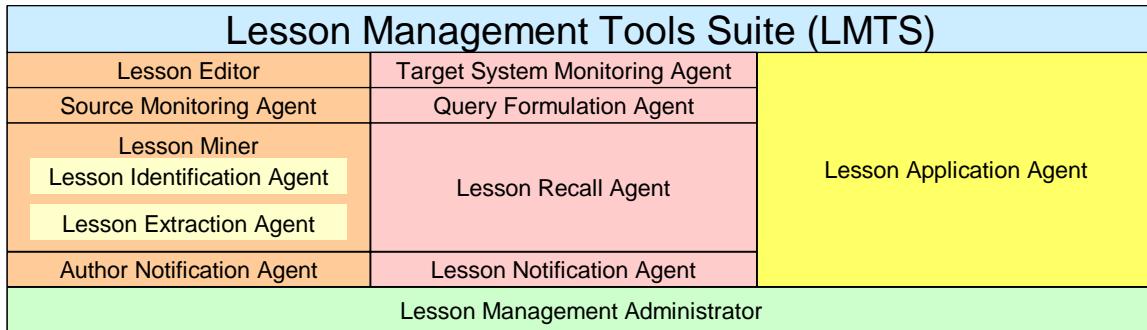 Lesson Management Tools Suite (LMTS)
Lesson Editor
Source Monitoring Agent
Lesson Miner
Lesson Identification Agent
Lesson Extraction Agent
Author Notification Agent
Target System Monitoring Agent
Query Formulation Agent
Lesson Recall Agent
Lesson Notification Agent
Lesson Application Agent
Lesson Management Administrator